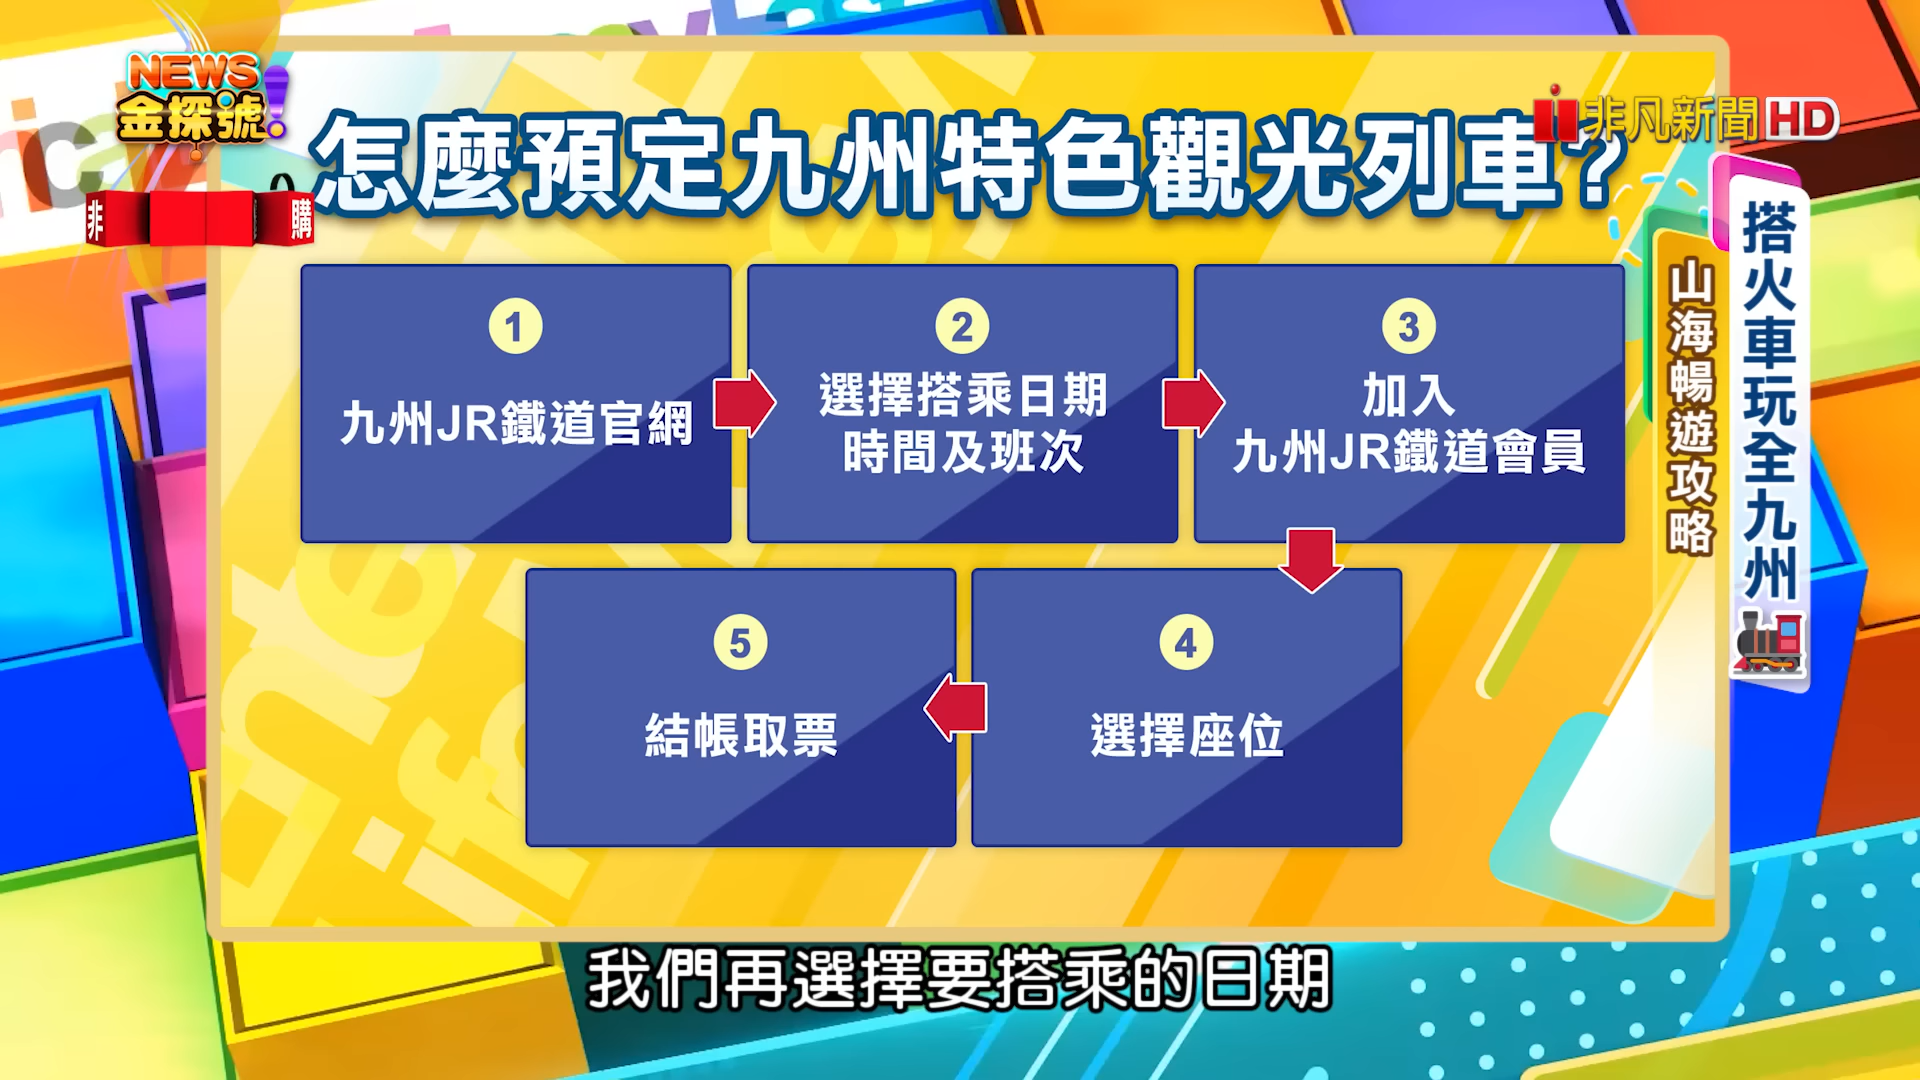 NEWS
金探號!
非凡新聞HD
非
購
怎麼預定九州特色觀光列車?
搭火車玩全九州
山海暢遊攻略
1
九州JR鐵道官網
2
選擇搭乘日期
時間及班次
3
加入
九州JR鐵道會員
4
選擇座位
5
結帳取票
我們再選擇要搭乘的日期